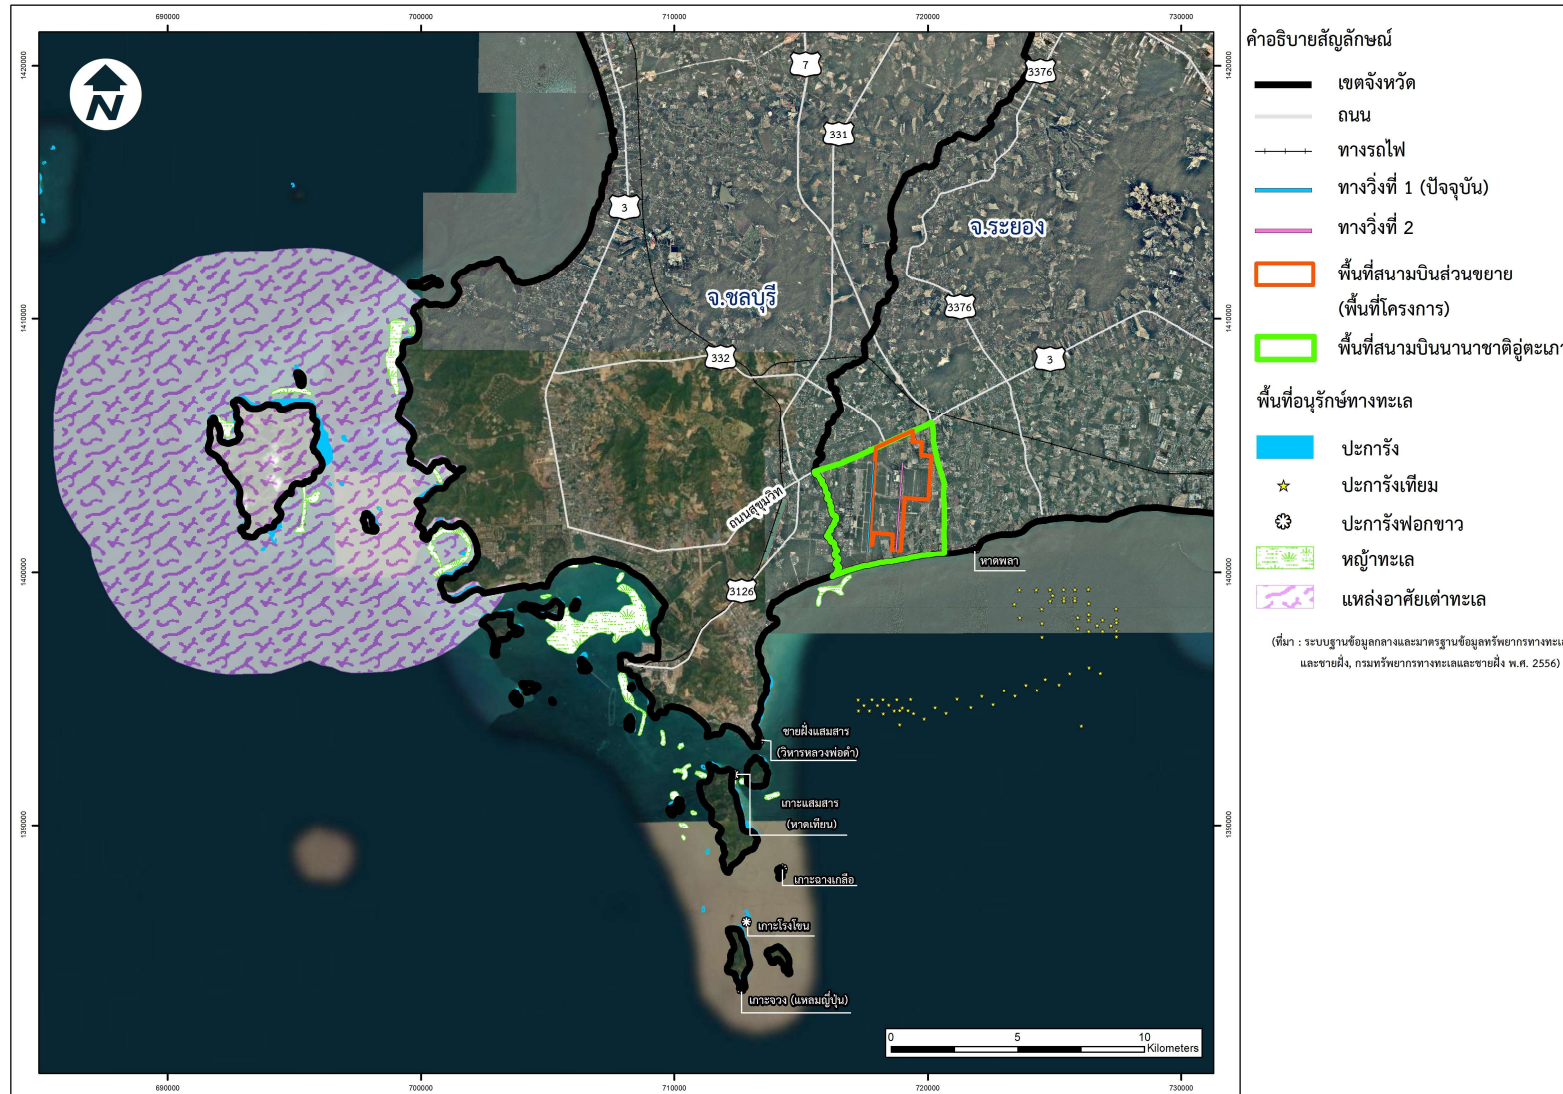 690000
700000
710000
720000
730000
1420000
1410000
1400000
1390000
N
7
3376
331
3
จ.ระยอง
จ.ชลบุรี
3376
332
3
ถนนสุขุมวิท
3126
หาดพลา
ชายฝั่งแสมสาร
(วิหารหลวงพ่อดำ)
เกาะแสมสาร
(หาดเทียน)
เกาะฉางเกลือ
เกาะโรงโขน
เกาะจวง (แหลมญี่ปุ่น)
0 5 10
Kilometers
1420000
1410000
1400000
1390000
690000
700000
710000
720000
730000
คำอธิบายสัญลักษณ์
เขตจังหวัด
ถนน
ทางรถไฟ
ทางวิ่งที่ 1 (ปัจจุบัน)
ทางวิ่งที่ 2
พื้นที่สนามบินส่วนขยาย
(พื้นที่โครงการ)
พื้นที่สนามบินนานาชาติอู่ตะเภา
พื้นที่อนุรักษ์ทางทะเล
ปะการัง
ปะการังเทียม
ปะการังฟอกขาว
หญ้าทะเล
แหล่งอาศัยเต่าทะเล
(ที่มา : ระบบฐานข้อมูลกลางและมาตรฐานข้อมูลทรัพยากรทางทะเล
และชายฝั่ง, กรมทรัพยากรทางทะเลและชายฝั่ง พ.ศ. 2556)